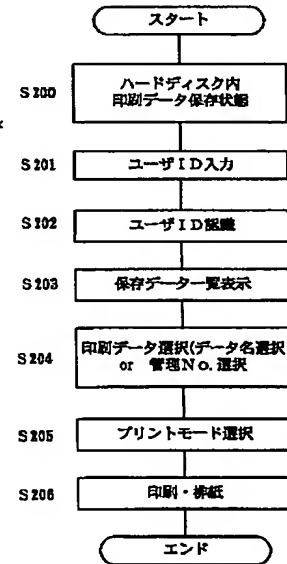 スタート
S200
ハードディスク内
印刷データ保存状態
S201
ユーザID入力
S202
ユーザID認識
S203
保存データ一覧表示
S204
印刷データ選択(データ名選択
or 管理No.選択
S205
プリントモード選択
S206
印刷・排紙
エンド